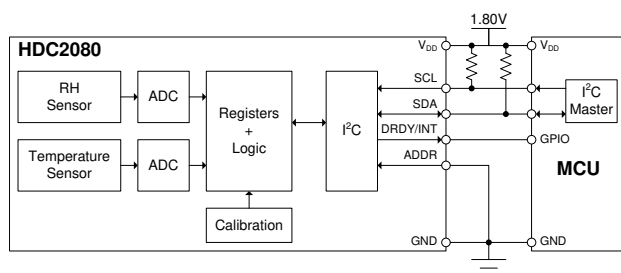 1.80V
HDC2080
VDD
VDD
RH
Sensor
ADC
Registers
+
Logic
I²C
SCL
SDA
DRDY/INT
ADDR
GND
Temperature
Sensor
ADC
Calibration
I²C
Master
GPIO
MCU
GND